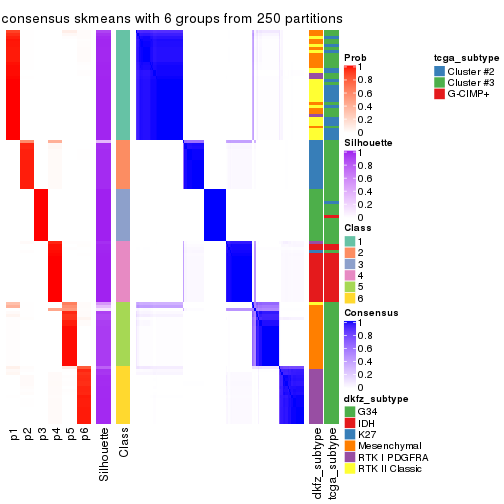 consensus skmeans with 6 groups from 250 partitions
Prob
1
0.8
0.6
0.4
0.2
0
Silhouette
1
0.8
0.6
0.4
0.2
0
Class
1
2
3
4
5
6
Consensus
1
0.8
0.6
0.4
0.2
0
dkfz_subtype
G34
IDH
K27
Mesenchymal
RTK I PDGFRA
RTK II Classic
tcga_subtype
Cluster #2
Cluster #3
G-CIMP+
p1
p2
p3
p4
p5
p6
Silhouette
Class
dkfz_subtype
tcga_subtype